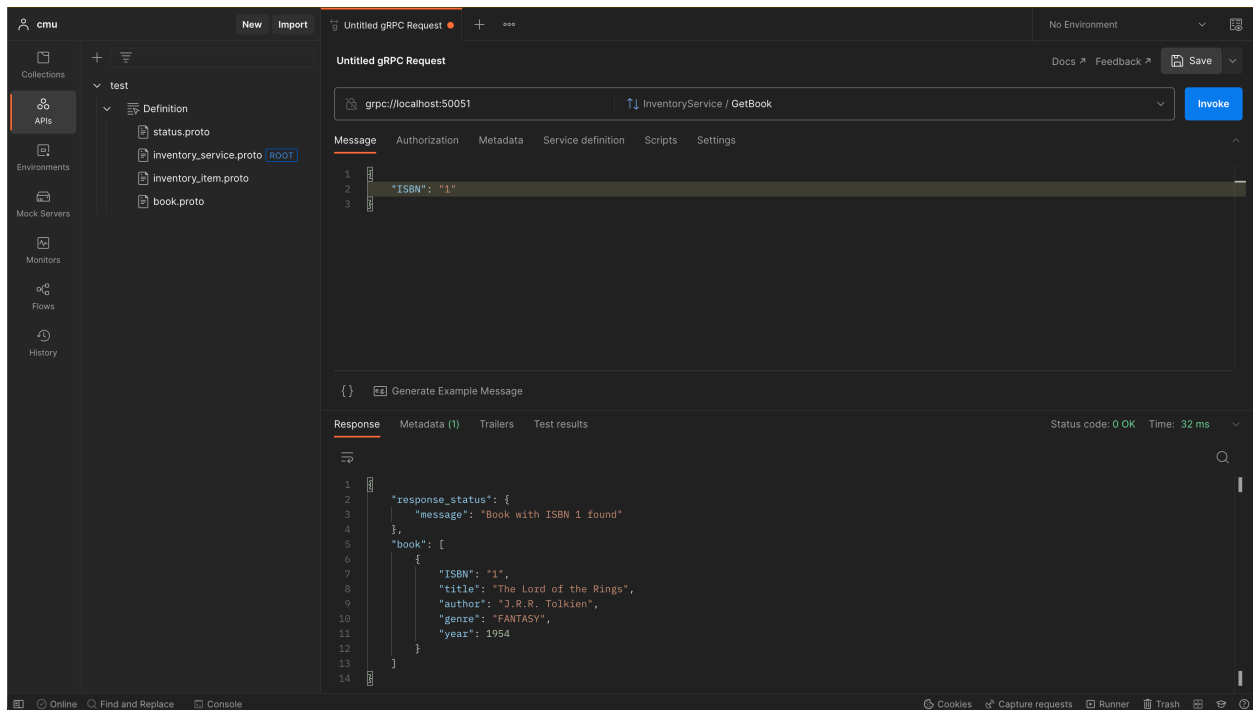 cmu
New Import
Untitled gRPC Request
No Environment
Collections
APIs
Environments
Mock Servers
Monitors
Flows
History
test
Definition
status.proto
inventory_service.proto ROOT
inventory_item.proto
book.proto
Untitled gRPC Request
Docs Feedback Save
grpc://localhost:50051 InventoryService / GetBook Invoke
Message Authorization Metadata Service definition Scripts Settings
1 {
2 "ISBN": "1"
3 }
{} e.g Generate Example Message
Response Metadata (1) Trailers Test results Status code: 0 OK Time: 32 ms
1 {
2 "response_status": {
3 "message": "Book with ISBN 1 found"
4 },
5 "book": [
6 {
7 "ISBN": "1",
8 "title": "The Lord of the Rings",
9 "author": "J.R.R. Tolkien",
10 "genre": "FANTASY",
11 "year": 1954
12 }
13 ]
14 }
Online Find and Replace Console Cookies Capture requests Runner Trash